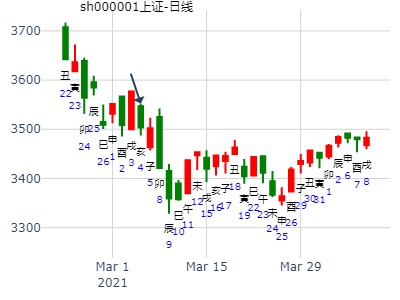 sh000001上证-日线
3700
3600
3500
3400
3300
丑
22
寅
23
卯
24
辰
25
巳
26
申
1
酉
2
戌
3
亥
4
子
5
8
辰
9
巳
10
午
11
未
12
戌
15
亥
16
子
17
丑
18
寅
19
巳
22
午
23
未
24
申
25
酉
26
子
29
丑
30
寅
31
卯
1
辰
2
申
6
酉
7
戌
8
Mar 1
2021
Mar 15
Mar 29